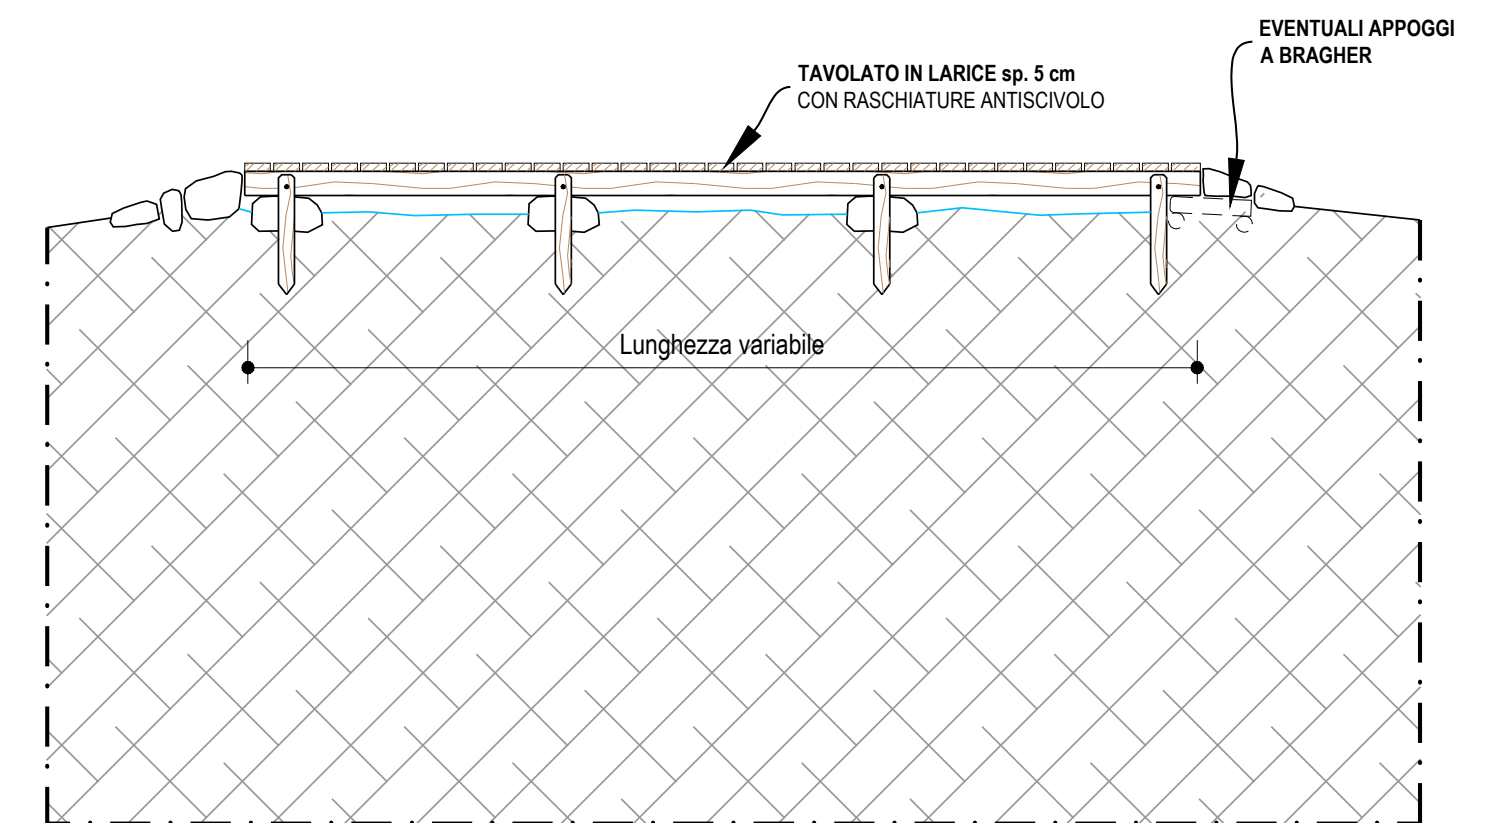 EVENTUALI APPOGGI
A BRAGHER
TAVOLATO IN LARICE sp. 5 cm
CON RASCHIATURE ANTISCIVOLO
Lunghezza variabile